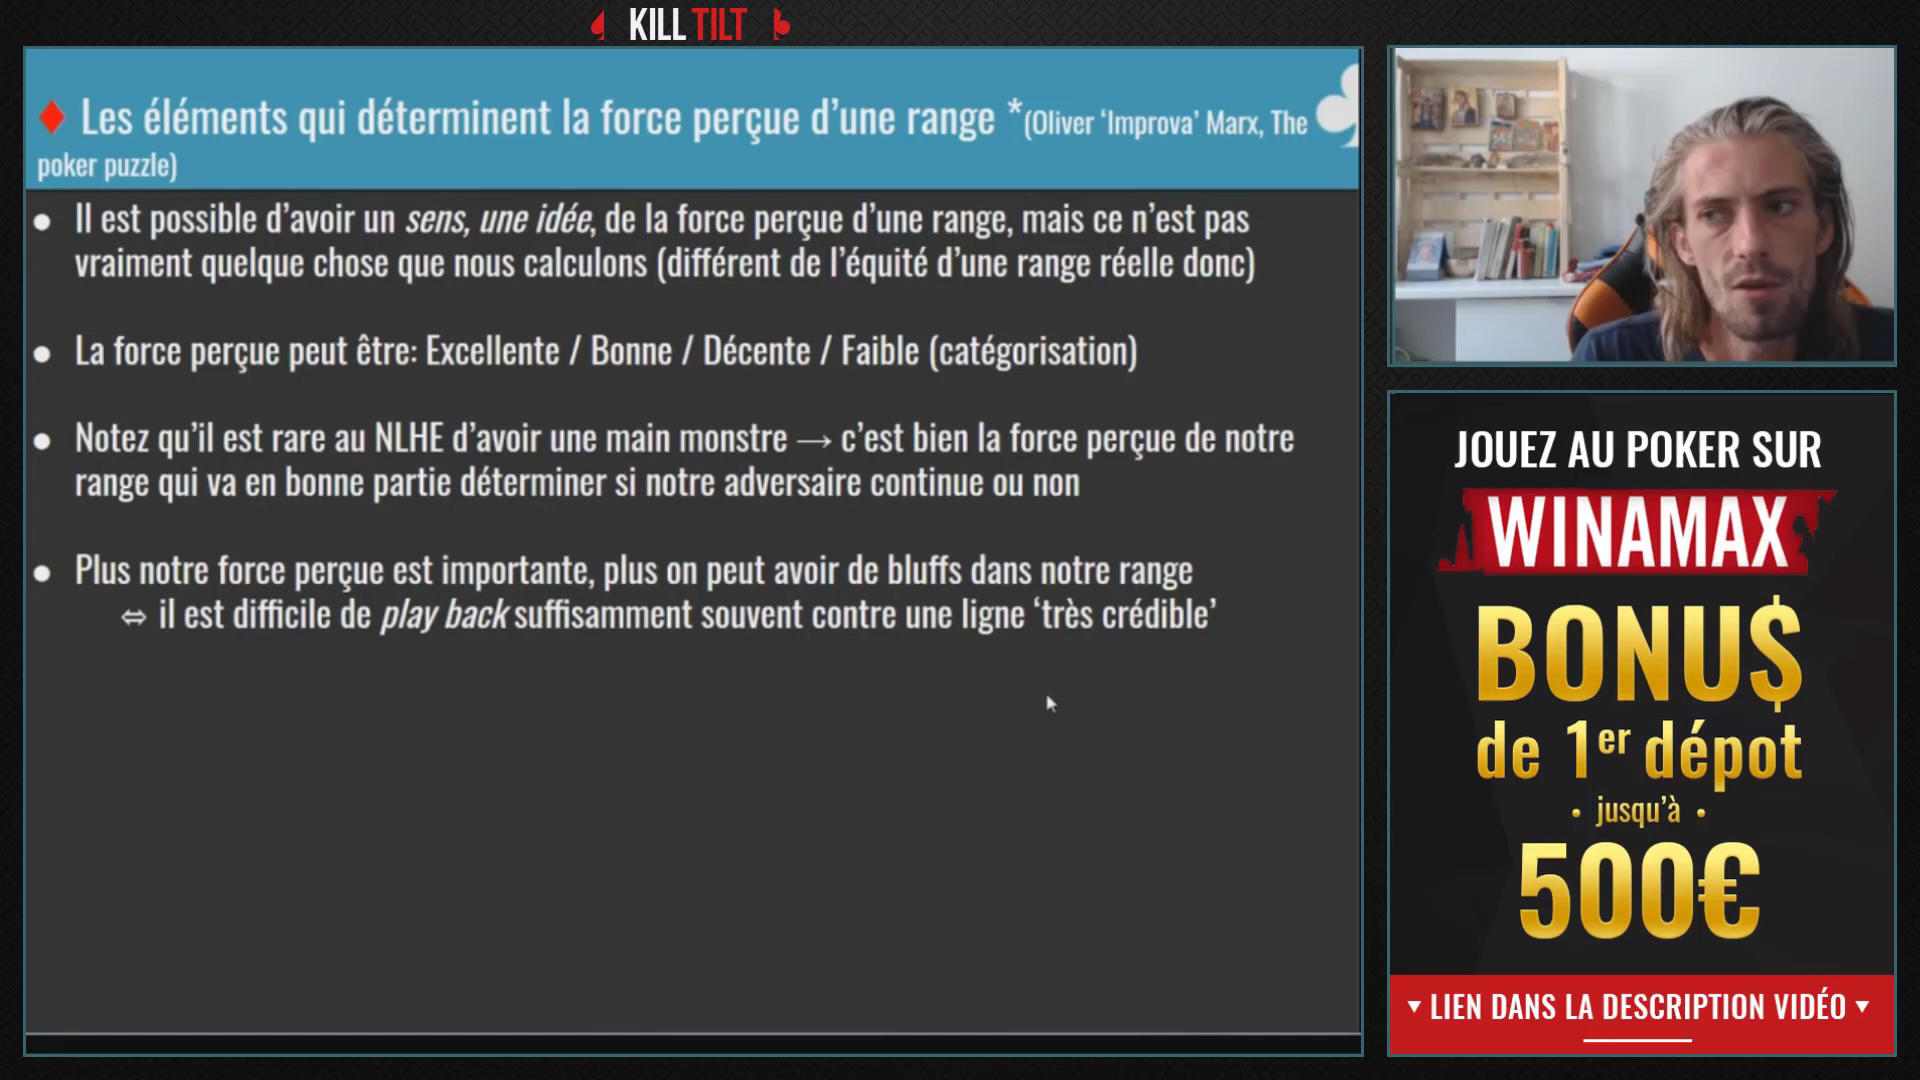 KILL TILT
♦ Les éléments qui déterminent la force perçue d’une range *(Oliver ‘Improva’ Marx, The
poker puzzle)
● Il est possible d’avoir un sens, une idée, de la force perçue d’une range, mais ce n’est pas
vraiment quelque chose que nous calculons (différent de l’équité d’une range réelle donc)
● La force perçue peut être: Excellente / Bonne / Décente / Faible (catégorisation)
● Notez qu’il est rare au NLHE d’avoir une main monstre → c’est bien la force perçue de notre
range qui va en bonne partie déterminer si notre adversaire continue ou non
● Plus notre force perçue est importante, plus on peut avoir de bluffs dans notre range
⇔ il est difficile de play back suffisamment souvent contre une ligne ‘très crédible’
JOUEZ AU POKER SUR
WINAMAX
BONU$
de 1er dépot
• jusqu’à •
500€
▼ LIEN DANS LA DESCRIPTION VIDÉO ▼